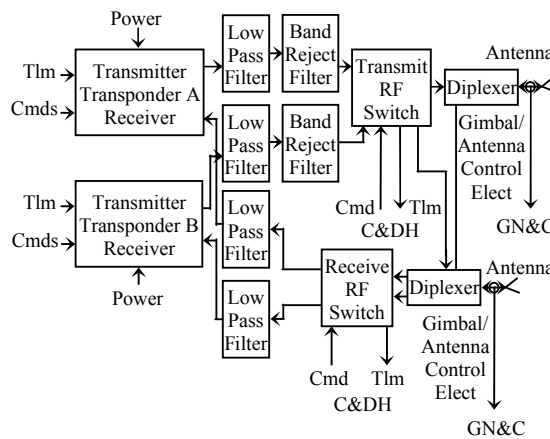 Power
Tlm
Cmds
Transmitter
Transponder A
Receiver
Low
Pass
Filter
Band
Reject
Filter
Transmit
RF
Switch
Diplexer
Antenna
Gimbal/
Antenna
Control
Elect
GN&C
Low
Pass
Filter
Band
Reject
Filter
Cmd
Tlm
C&DH
Tlm
Cmds
Transmitter
Transponder B
Receiver
Power
Low
Pass
Filter
Low
Pass
Filter
Receive
RF
Switch
Diplexer
Antenna
Gimbal/
Antenna
Control
Elect
GN&C
Cmd
Tlm
C&DH